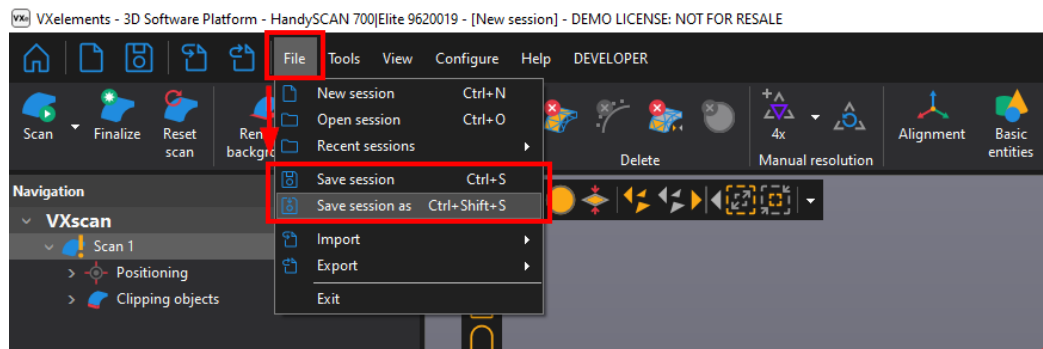 VXelements - 3D Software Platform - HandySCAN 700|Elite 9620019 - [New session] - DEMO LICENSE: NOT FOR RESALE
File Tools View Configure Help DEVELOPER
New session Ctrl+N
Open session Ctrl+O
Recent sessions
Save session Ctrl+S
Save session as Ctrl+Shift+S
Import
Export
Exit
Scan
Finalize
Reset
scan
4x
Alignment
Basic
entities
Delete
Manual resolution
Navigation
VXscan
Scan 1
Positioning
Clipping objects